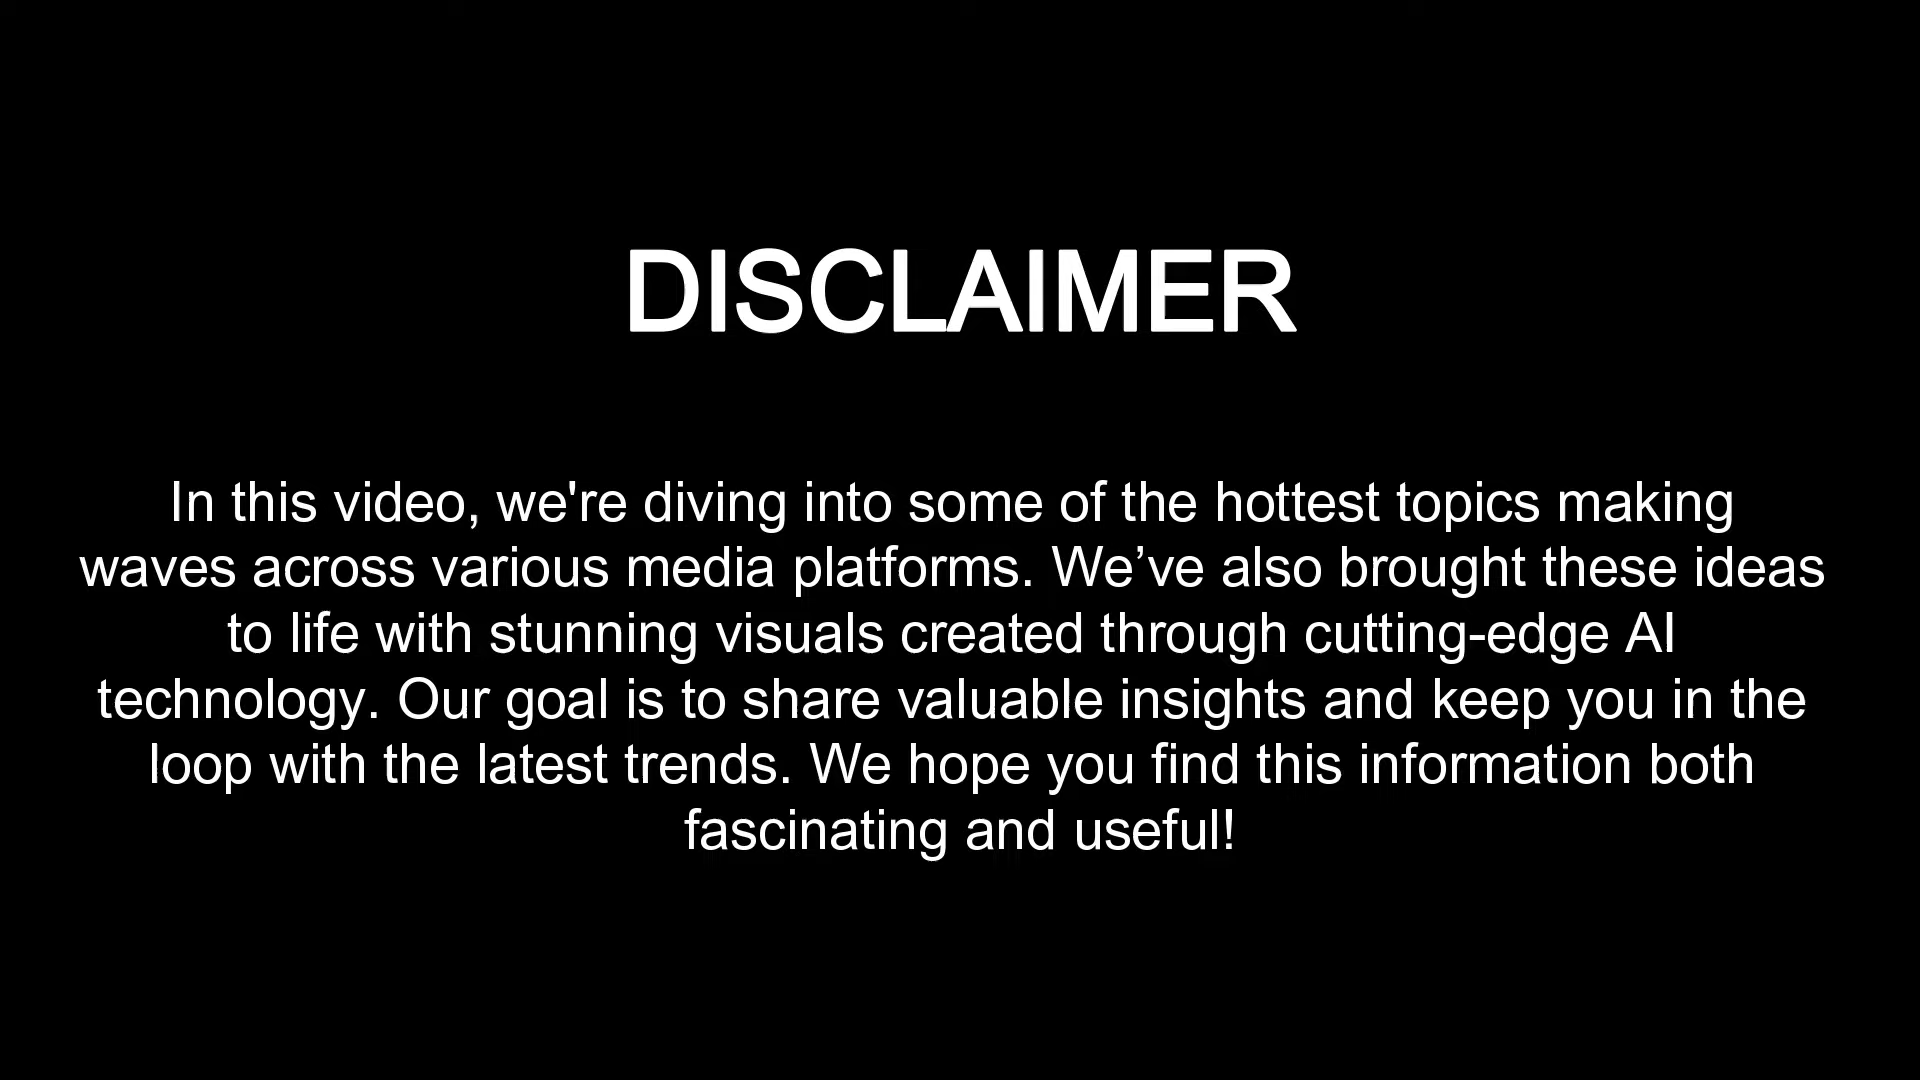 DISCLAIMER
In this video, we're diving into some of the hottest topics making
waves across various media platforms. We’ve also brought these ideas
to life with stunning visuals created through cutting-edge AI
technology. Our goal is to share valuable insights and keep you in the
loop with the latest trends. We hope you find this information both
fascinating and useful!